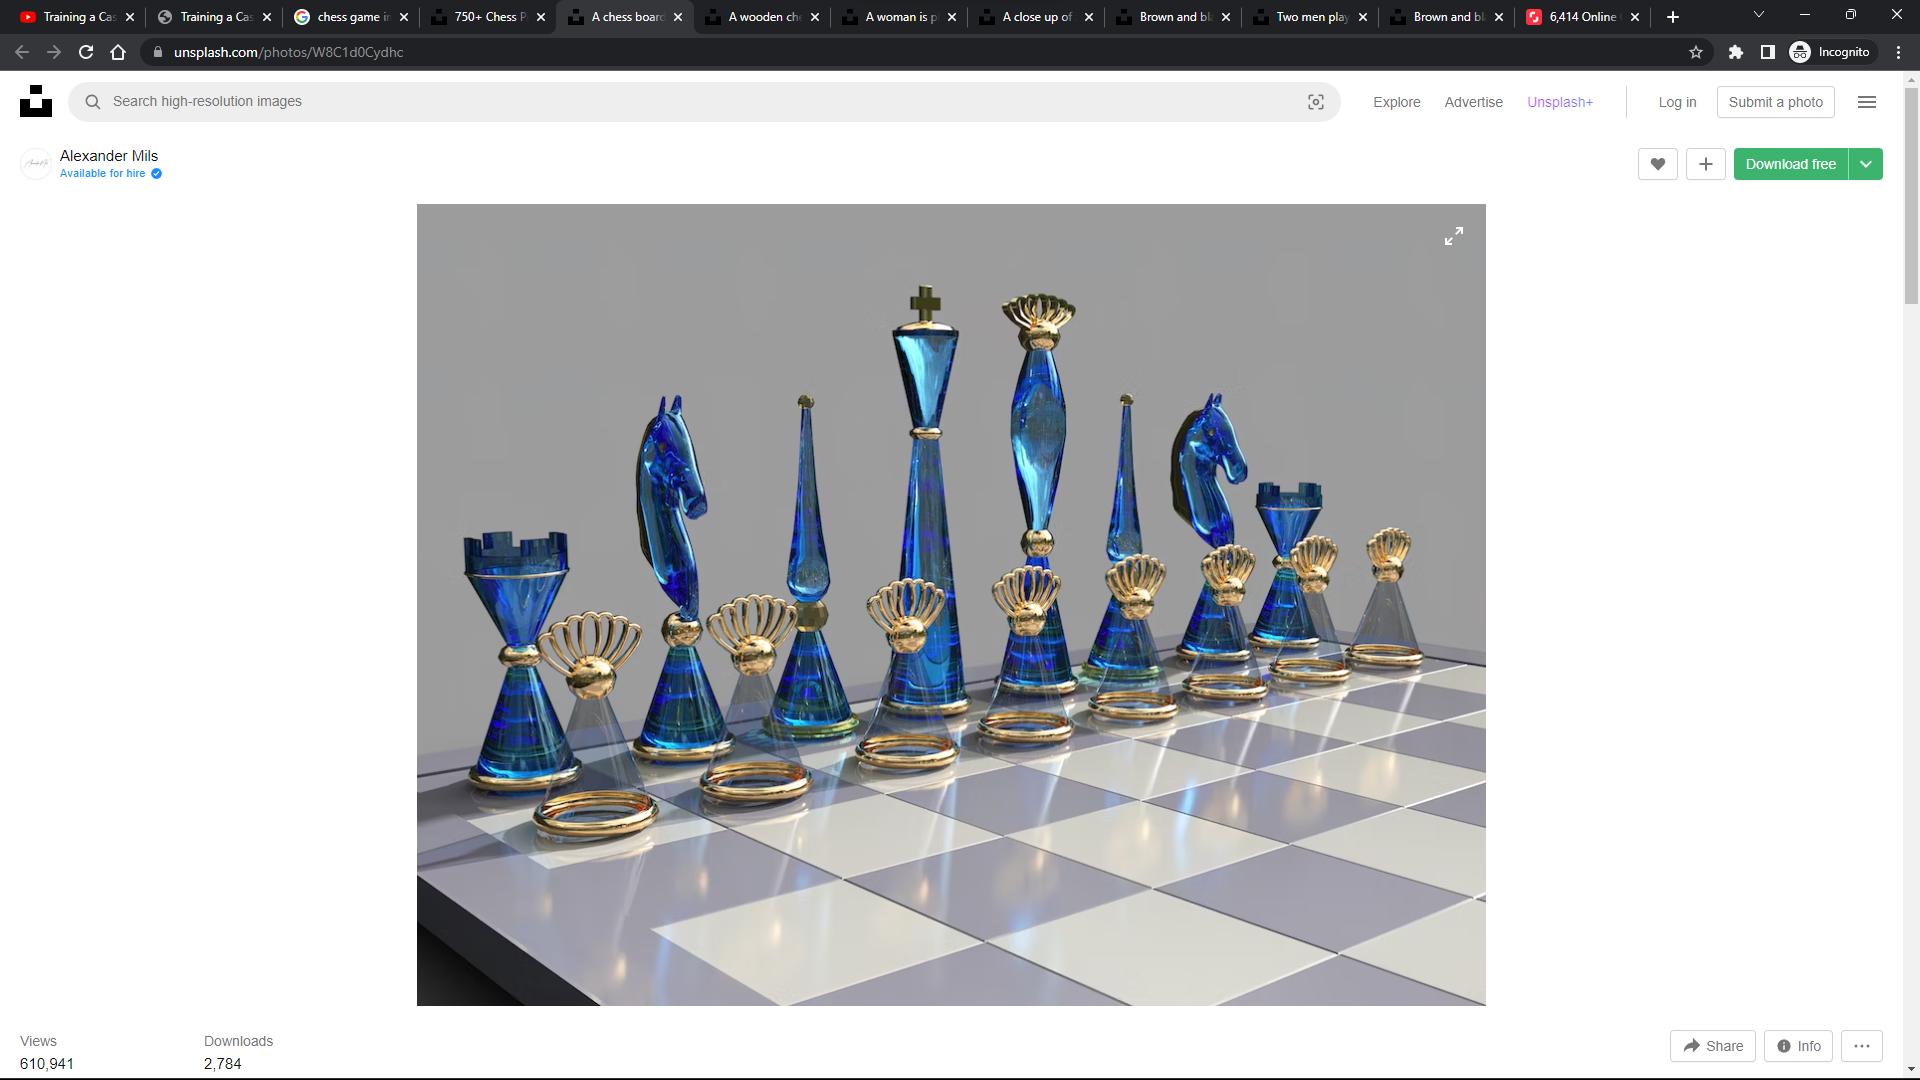 Training a Cas
Training a Cas
chess game in
750+ Chess P
A chess board
A wooden che
A woman is p
A close up of
Brown and bl
Two men play
Brown and bl
6,414 Online
unsplash.com/photos/W8C1d0Cydhc
Incognito
Search high-resolution images
Explore
Advertise
Unsplash+
Log in
Submit a photo
Alexander Mils
Available for hire
Download free
Views
Downloads
610,941
2,784
Share
Info